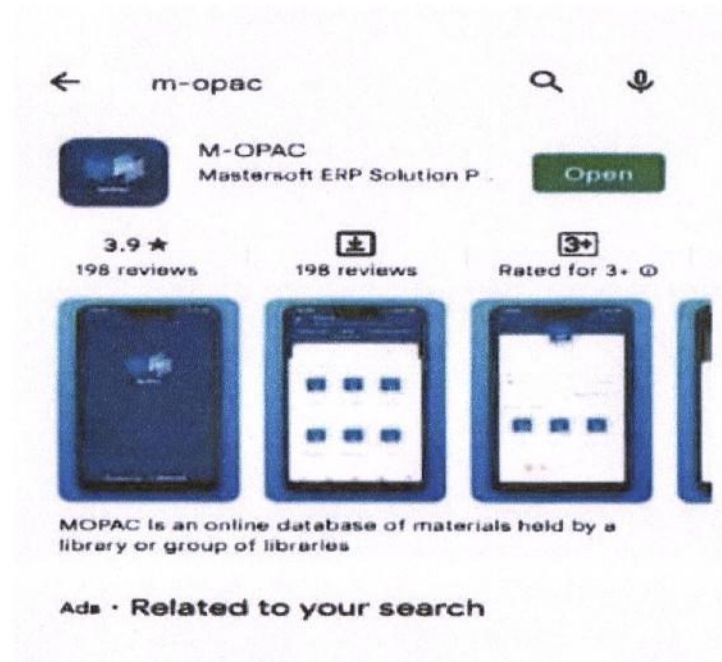 m-opac
M-OPAC
Mastersoft ERP Solution P..
Open
3.9 ★
198 reviews
198 reviews
3+
Rated for 3+
MOPAC is an online database of materials held by a
library or group of libraries
Ads · Related to your search